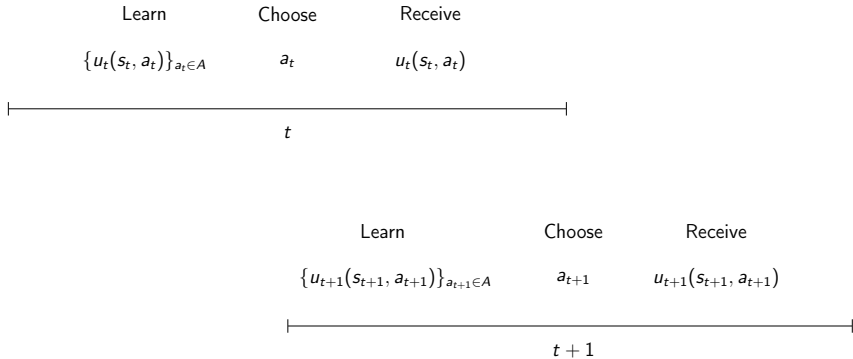 Learn Choose Receive
{u_t(s_t, a_t)}_{a_t∈A} a_t u_t(s_t, a_t)
t
Learn Choose Receive
{u_{t+1}(s_{t+1}, a_{t+1})}_{a_{t+1}∈A} a_{t+1} u_{t+1}(s_{t+1}, a_{t+1})
t + 1